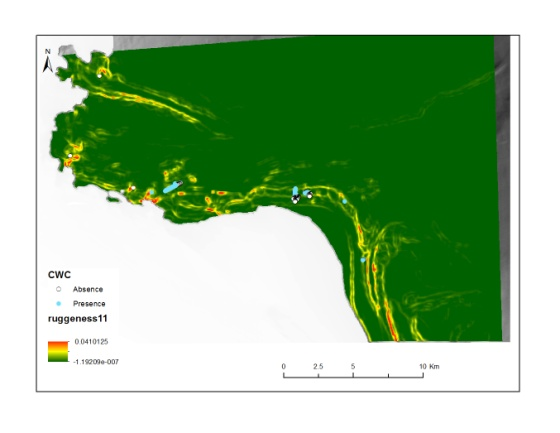 N
CWC
Absence
Presence
ruggeness11
0.0410125
-1.19209e-007
0 2.5 5 10 Km